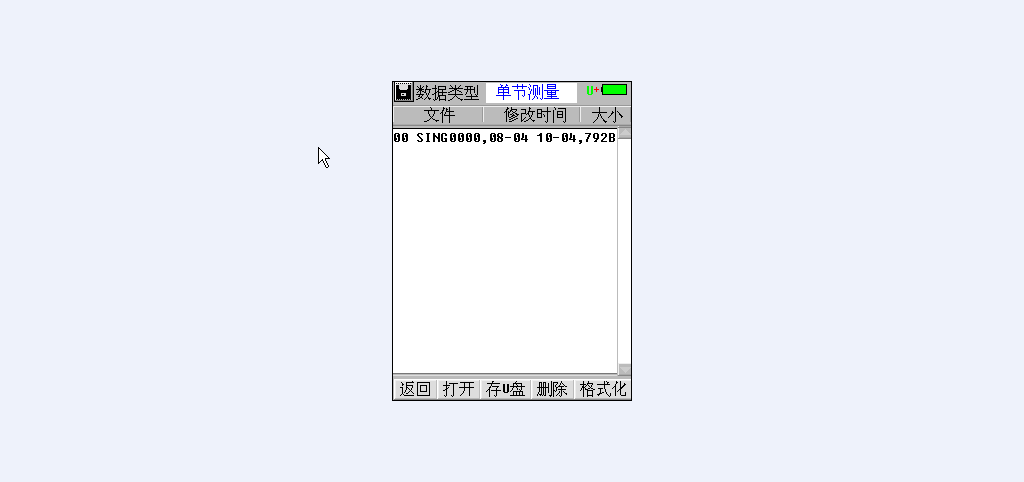 数据类型 单节测量 U+
文件 修改时间 大小
00 SING0000,08-04 10-04,792B
返回 打开 存U盘 删除 格式化